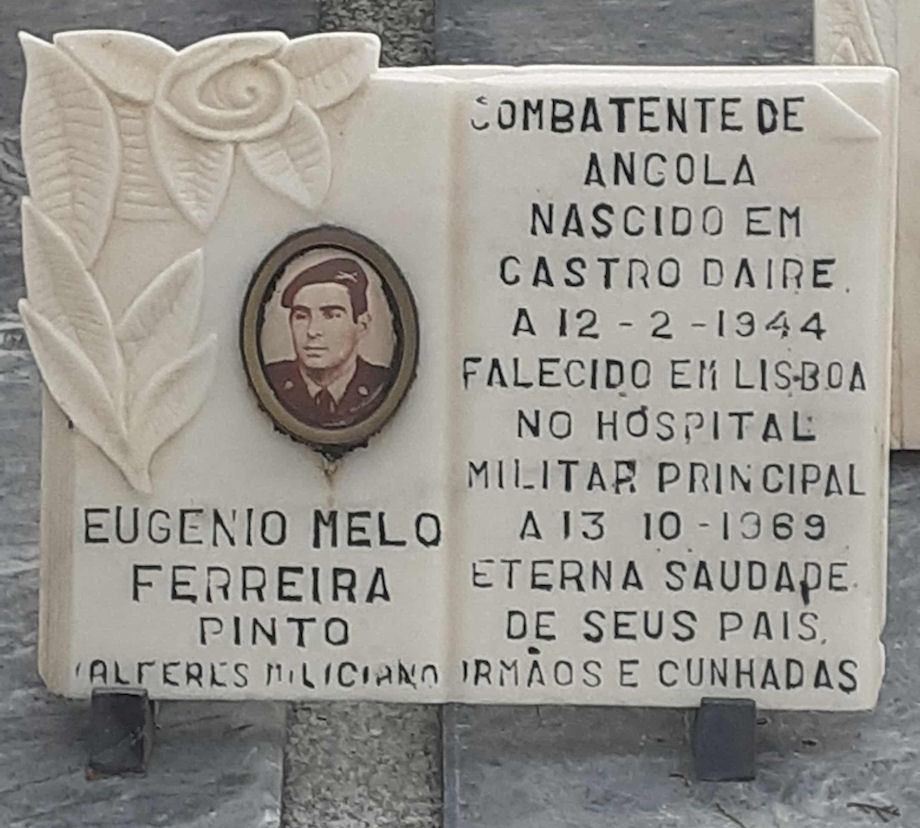 EUGENIO MELO
FERREIRA
PINTO
ALFERES MILICIANO
COMBATENTE DE
ANGOLA
NASCIDO EM
CASTRO DAIRE.
A 12 - 2 - 1944
FALECIDO EM LISBOA
NO HOSPITAL
MILITAR PRINCIPAL
A 13 10 - 1969
ETERNA SAUDADE
DE SEUS PAIS,
IRMÃOS E CUNHADAS